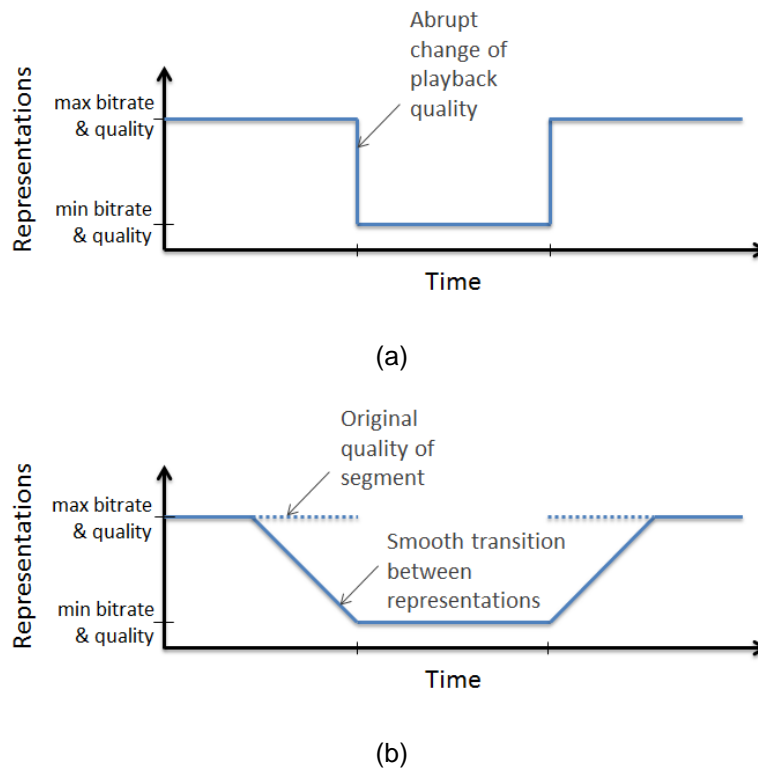 Abrupt
change of
playback
quality
max bitrate
& quality
min bitrate
& quality
Representations
Time
(a)
Original
quality of
segment
max bitrate
& quality
Smooth transition
between
representations
min bitrate
& quality
Representations
Time
(b)